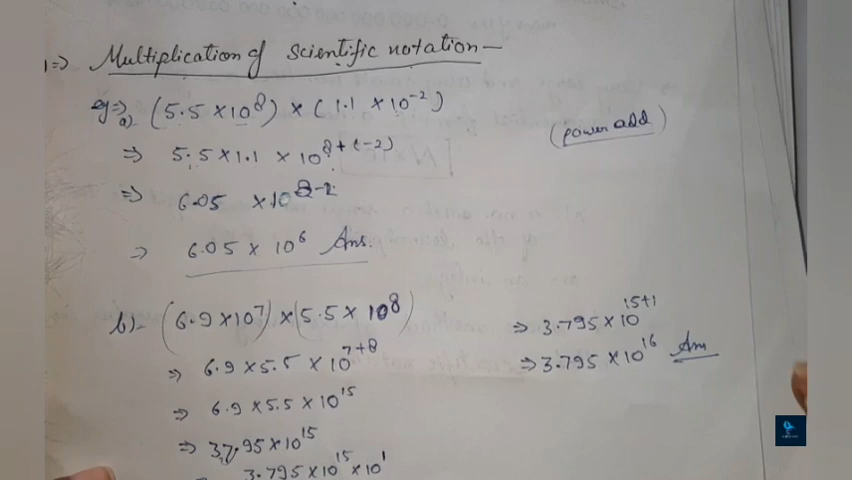 1⇒ Multiplication of scientific notation —
eg⇒ a)- (5.5 × 10⁸) × (1.1 × 10⁻²)
(power add)
⇒ 5.5 × 1.1 × 10⁸⁺⁽⁻²⁾
⇒ 6.05 × 10⁸⁻²
⇒ 6.05 × 10⁶ Ans.
b)- (6.9 × 10⁷) × (5.5 × 10⁸)
⇒ 6.9 × 5.5 × 10⁷⁺⁸
⇒ 6.9 × 5.5 × 10¹⁵
⇒ 37.95 × 10¹⁵
3.795 × 10¹⁵ × 10¹
⇒ 3.795 × 10¹⁵⁺¹
⇒ 3.795 × 10¹⁶ Ans